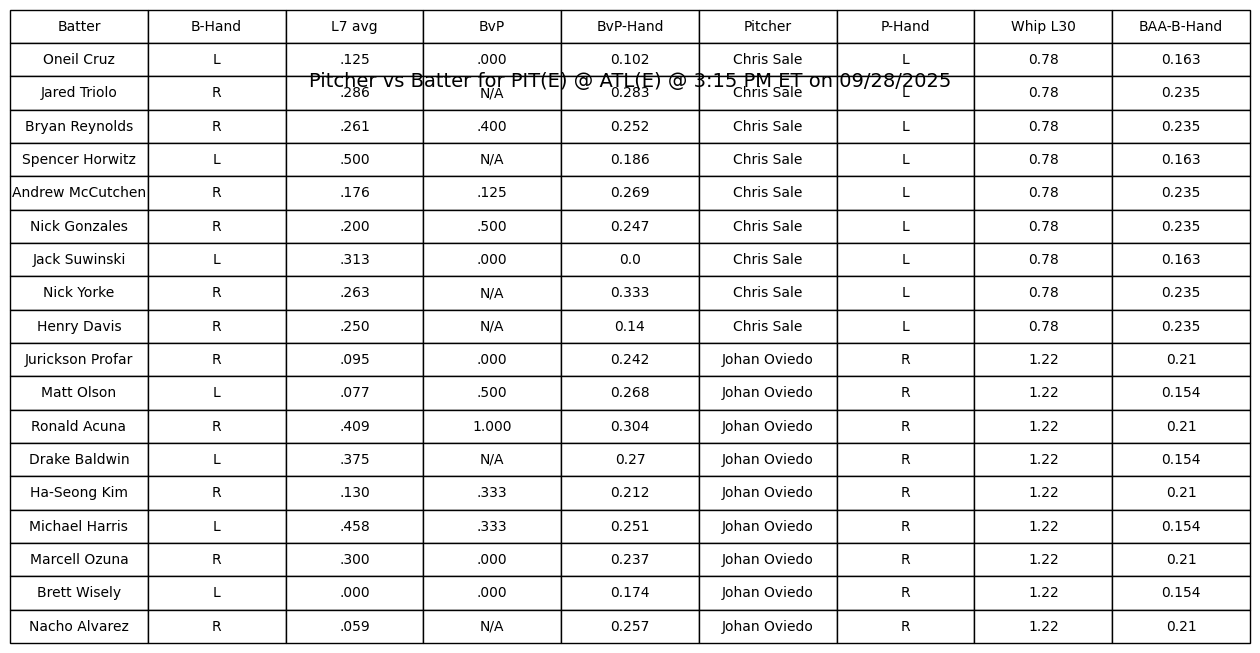 Batter B-Hand L7 avg BvP BvP-Hand Pitcher P-Hand Whip L30 BAA-B-Hand
Oneil Cruz L .125 .000 0.102 Chris Sale L 0.78 0.163
Pitcher vs Batter for PIT(E) @ ATL(E) @ 3:15 PM ET on 09/28/2025
Jared Triolo R .286 N/A 0.283 Chris Sale L 0.78 0.235
Bryan Reynolds R .261 .400 0.252 Chris Sale L 0.78 0.235
Spencer Horwitz L .500 N/A 0.186 Chris Sale L 0.78 0.163
Andrew McCutchen R .176 .125 0.269 Chris Sale L 0.78 0.235
Nick Gonzales R .200 .500 0.247 Chris Sale L 0.78 0.235
Jack Suwinski L .313 .000 0.0 Chris Sale L 0.78 0.163
Nick Yorke R .263 N/A 0.333 Chris Sale L 0.78 0.235
Henry Davis R .250 N/A 0.14 Chris Sale L 0.78 0.235
Jurickson Profar R .095 .000 0.242 Johan Oviedo R 1.22 0.21
Matt Olson L .077 .500 0.268 Johan Oviedo R 1.22 0.154
Ronald Acuna R .409 1.000 0.304 Johan Oviedo R 1.22 0.21
Drake Baldwin L .375 N/A 0.27 Johan Oviedo R 1.22 0.154
Ha-Seong Kim R .130 .333 0.212 Johan Oviedo R 1.22 0.21
Michael Harris L .458 .333 0.251 Johan Oviedo R 1.22 0.154
Marcell Ozuna R .300 .000 0.237 Johan Oviedo R 1.22 0.21
Brett Wisely L .000 .000 0.174 Johan Oviedo R 1.22 0.154
Nacho Alvarez R .059 N/A 0.257 Johan Oviedo R 1.22 0.21